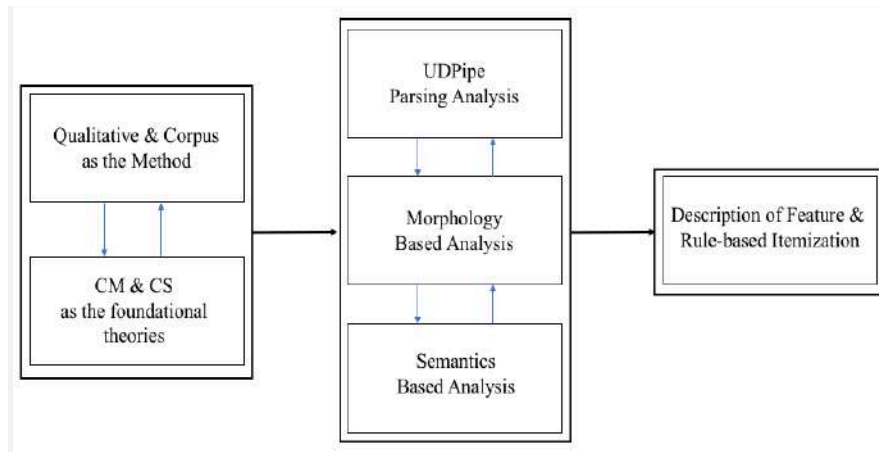 Qualitative & Corpus
as the Method
CM & CS
as the foundational
theories
UDPipe
Parsing Analysis
Morphology
Based Analysis
Semantics
Based Analysis
Description of Feature &
Rule-based Itemization